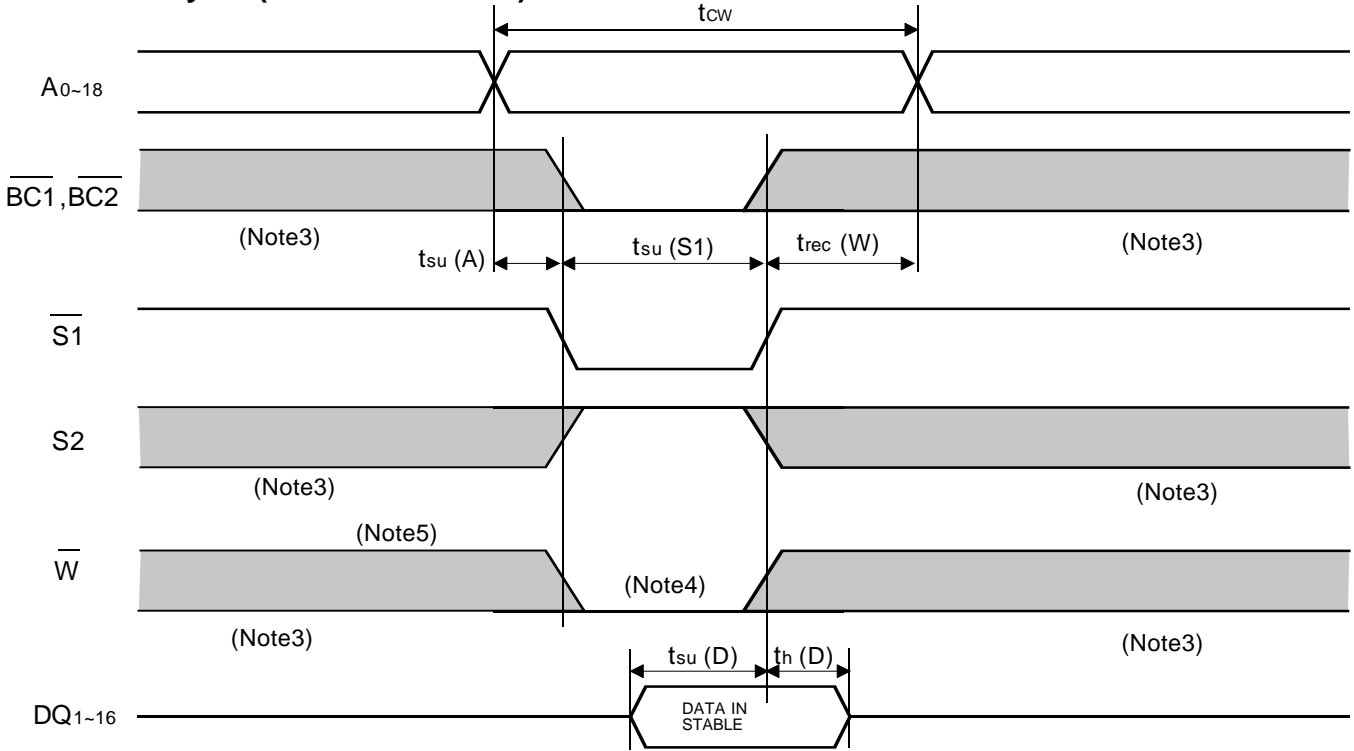 tCW
A0~18
BC1,BC2
(Note3)
(Note3)
tsu (A)
tsu (S1)
trec (W)
S1
S2
(Note3)
(Note3)
(Note5)
W
(Note4)
(Note3)
(Note3)
tsu (D)
th (D)
DQ1~16
DATA IN
STABLE